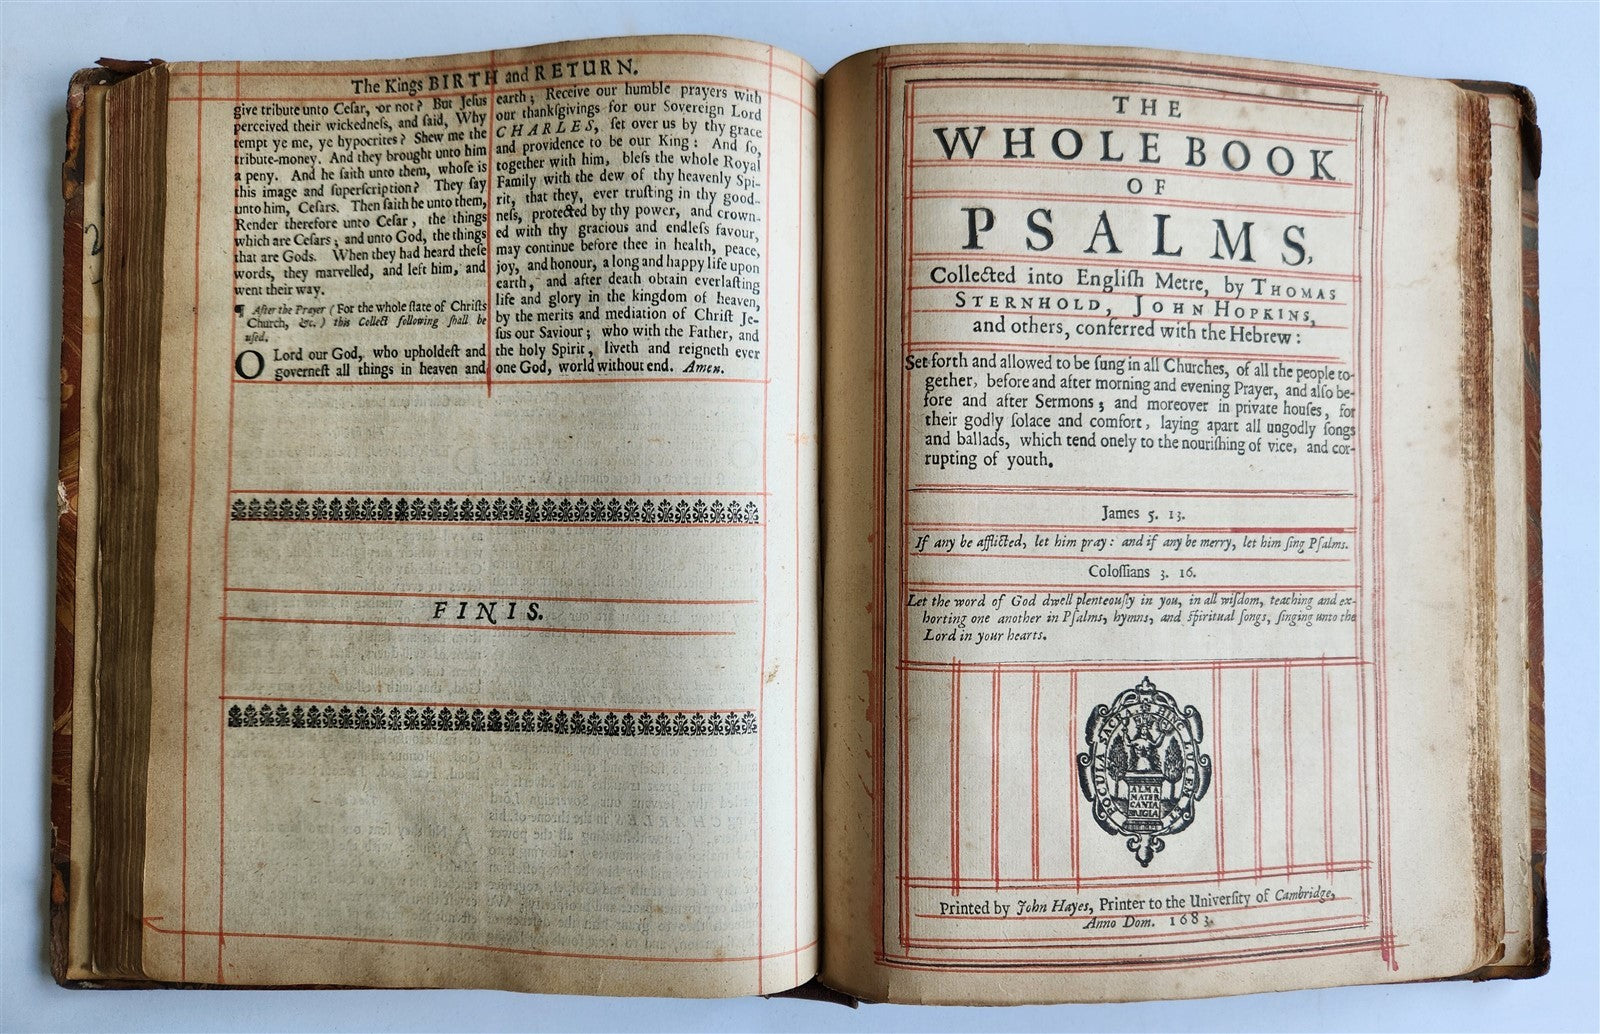 The Kings BIRTH and RETURN.
give tribute unto Cesar, or not? But Jesus
perceived their wickedneſs, and ſaid, Why
tempt ye me, ye hypocrites? Shew me the
tribute-money. And they brought unto him
a peny. And he ſaith unto them, whoſe is
this image and ſuperſcription? They ſay
unto him, Ceſars. Then ſaith he unto them,
Render therefore unto Ceſar, the things
which are Ceſars; and unto God, the things
that are Gods. When they had heard theſe
words, they marvelled, and left him, and
went their way.
¶ After the Prayer (For the whole ſtate of Chriſts
Church, &c.) this Collect following ſhall be
uſed.
O Lord our God, who upholdeſt and
governeſt all things in heaven and
earth; Receive our humble prayers with
our thankſgivings for our Sovereign Lord
CHARLES, ſet over us by thy grace
and providence to be our King: And ſo,
together with him, bleſs the whole Royal
Family with the dew of thy heavenly Spi-
rit, that they, ever truſting in thy good-
neſs, protected by thy power, and crown-
ed with thy gracious and endleſs favour,
may continue before thee in health, peace,
joy, and honour, a long and happy life upon
earth, and after death obtain everlaſting
life and glory in the kingdom of heaven,
by the merits and mediation of Chriſt Je-
ſus our Saviour; who with the Father, and
the holy Spirit, liveth and reigneth ever
one God, world without end. Amen.
FINIS.
THE
WHOLE BOOK
OF
PSALMS,
Collected into Engliſh Metre, by THOMAS
STERNHOLD, JOHN HOPKINS,
and others, conferred with the Hebrew:
Set forth and allowed to be ſung in all Churches, of all the people to-
gether, before and after morning and evening Prayer, and alſo be-
fore and after Sermons; and moreover in private houſes, for
their godly ſolace and comfort, laying apart all ungodly ſongs
and ballads, which tend onely to the nouriſhing of vice, and cor-
rupting of youth.
James 5. 13.
If any be afflicted, let him pray: and if any be merry, let him ſing Pſalms.
Coloſſians 3. 16.
Let the word of God dwell plenteouſly in you, in all wiſdom, teaching and ex-
horting one another in Pſalms, hymns, and ſpiritual ſongs, ſinging unto the
Lord in your hearts.
HINC LUCEM ET POCULA SACRA
ALMA
MATER
CANTA
BRIGIA
Printed by John Hayes, Printer to the Univerſity of Cambridge,
Anno Dom. 1683.